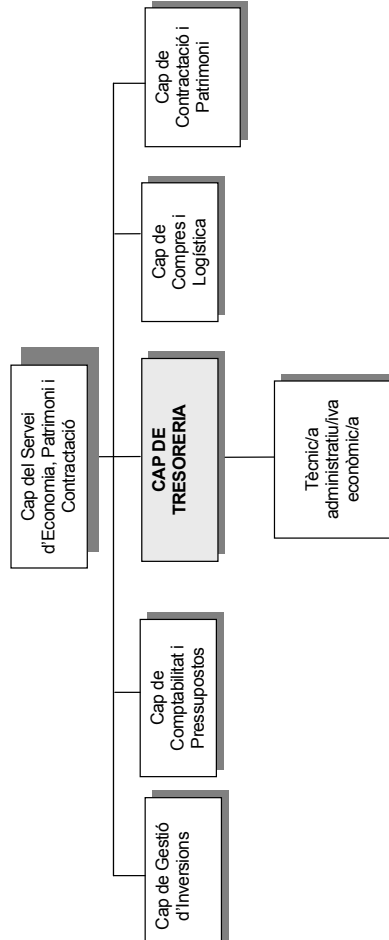 Cap del Servei
d'Economia, Patrimoni i
Contractació
Cap de Gestió
d'Inversions
Cap de
Comptabilitat i
Pressupostos
CAP DE
TRESORERIA
Cap de
Compres i
Logística
Cap de
Contractació i
Patrimoni
Tècnic/a
administratiu/iva
econòmic/a